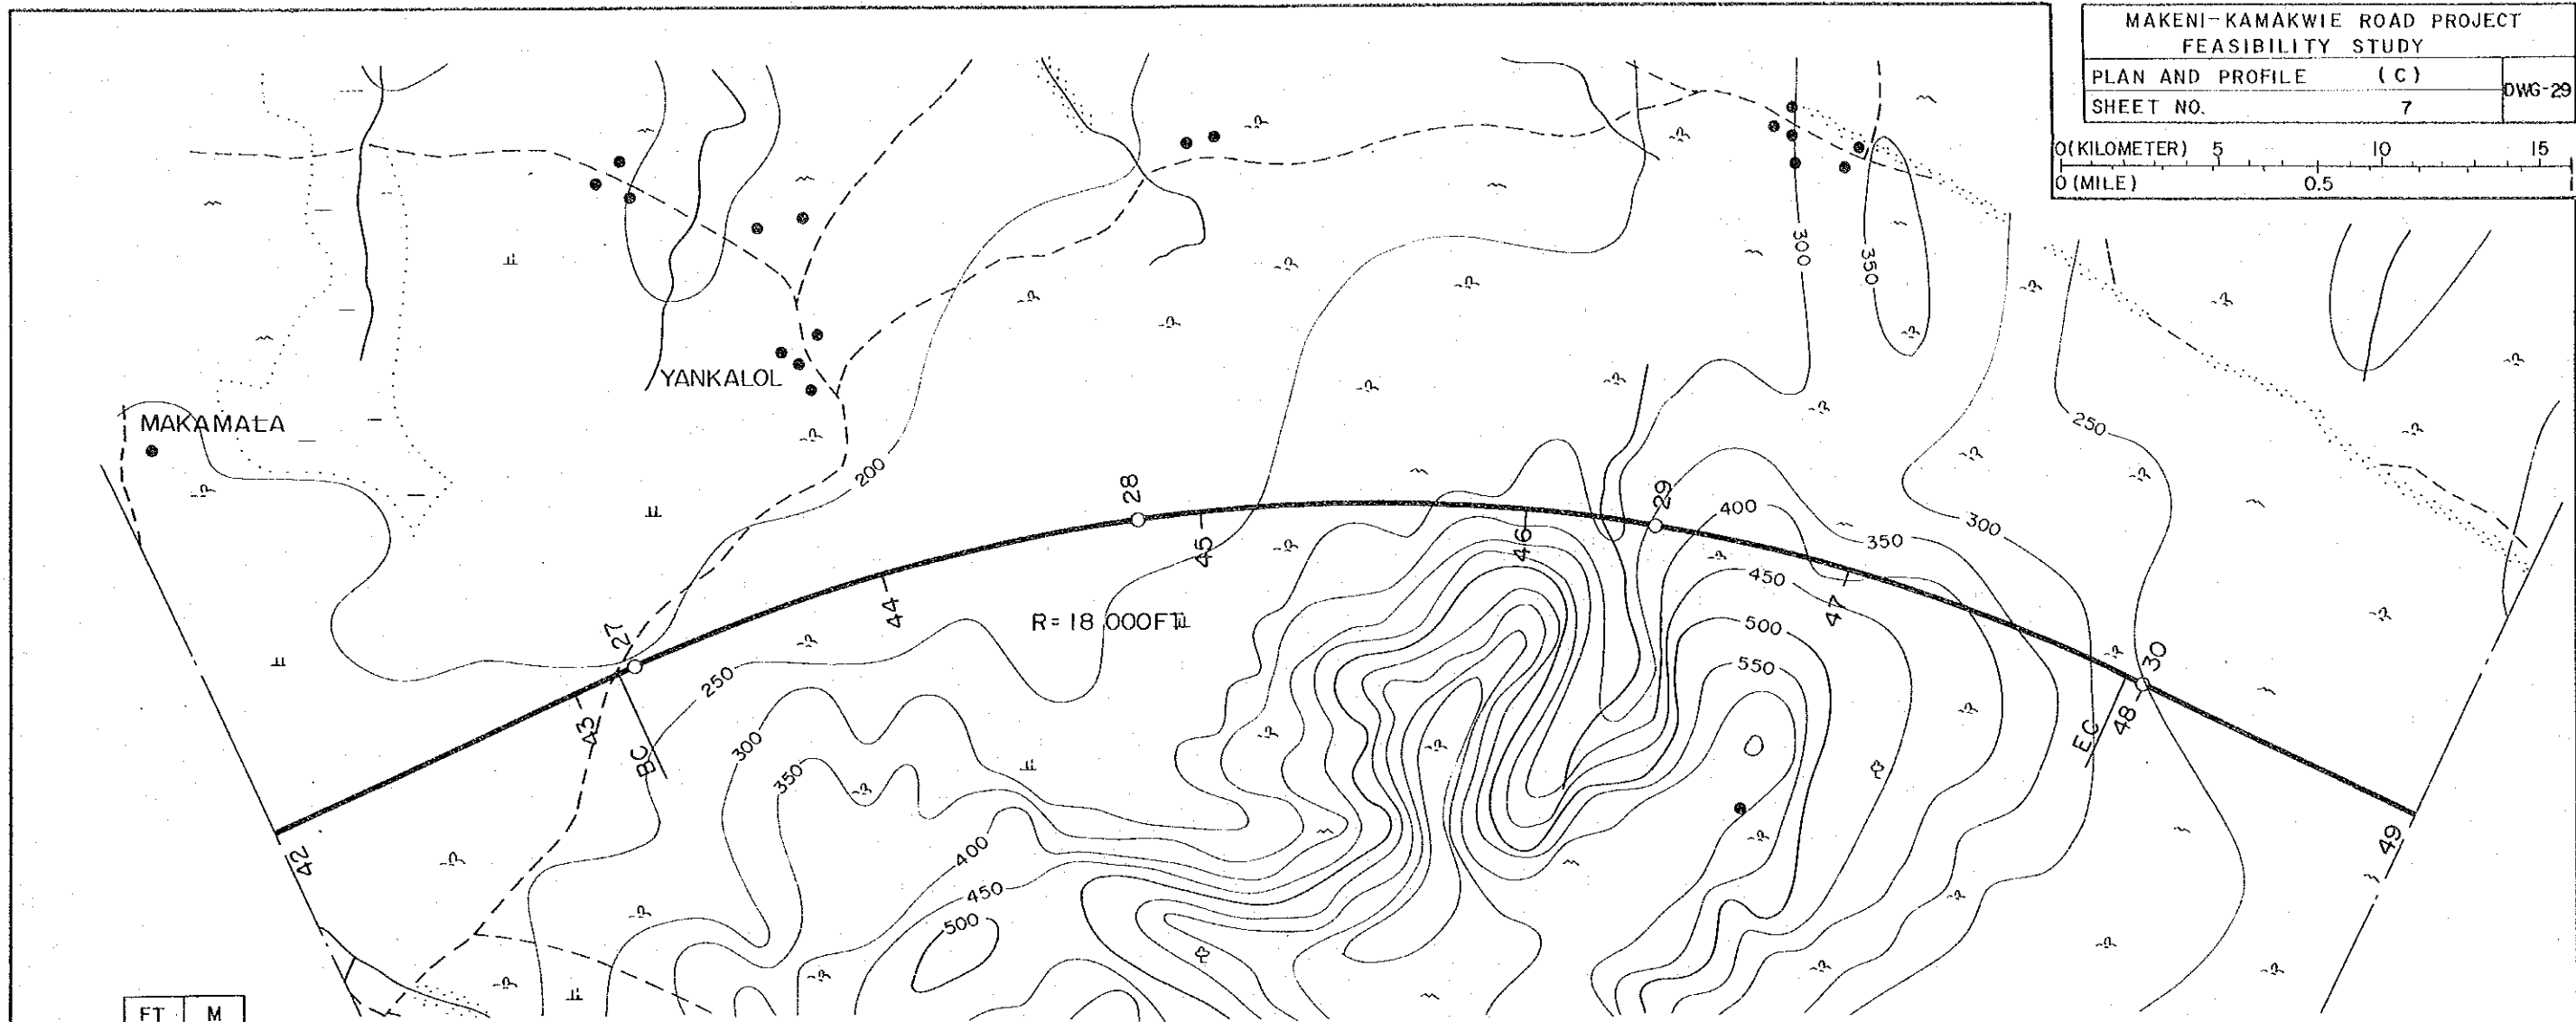 MAKENI-KAMAKWIE ROAD PROJECT
FEASIBILITY STUDY
PLAN AND PROFILE (C)
DWG-29
SHEET NO. 7
0(KILOMETER) 5 10 15
0 (MILE) 0.5
300
350
YANKALOL
MAKAMALA
250
200
28
29
400
300
45
46
350
450
44
47
R=18 000FT
27
500
550
30
250
43
BC
300
EC
48
350
42
400
49
450
500
FT M